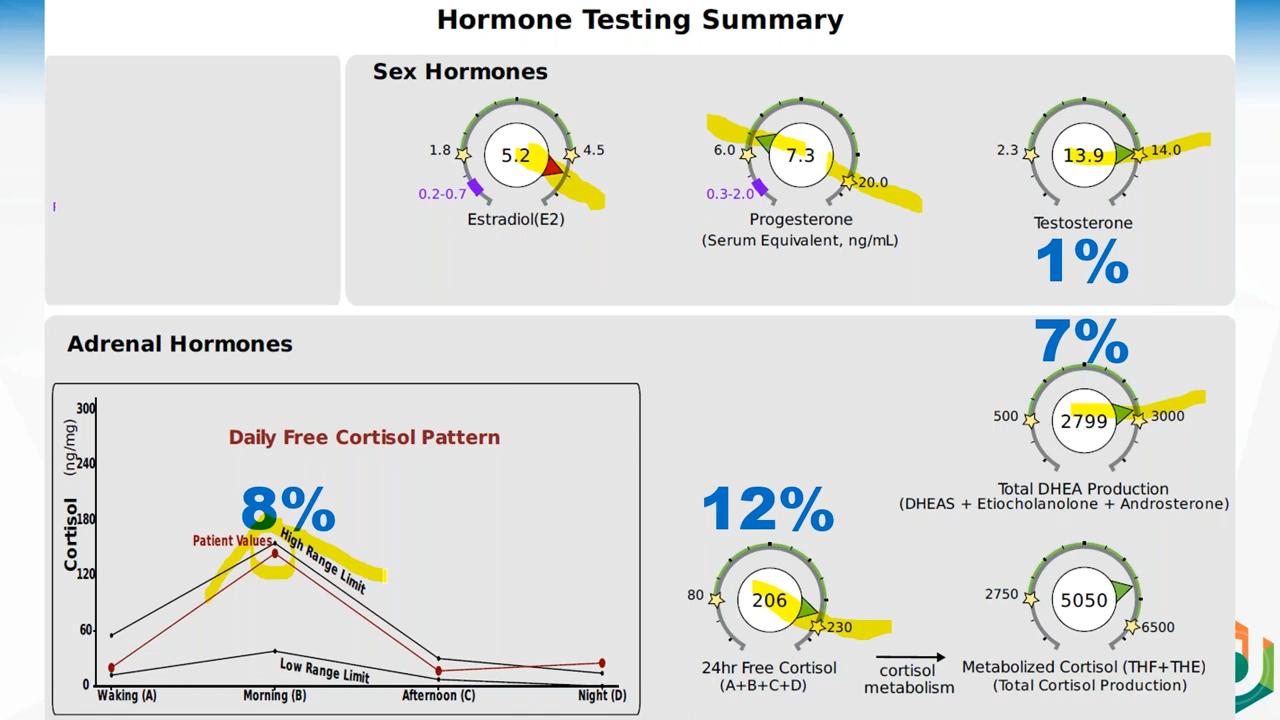 Hormone Testing Summary
Sex Hormones
1.8
5.2
4.5
0.2-0.7
Estradiol(E2)
6.0
7.3
20.0
0.3-2.0
Progesterone
(Serum Equivalent, ng/mL)
2.3
13.9
14.0
Testosterone
1%
Adrenal Hormones
7%
500
2799
3000
Total DHEA Production
(DHEAS + Etiocholanolone + Androsterone)
Daily Free Cortisol Pattern
Cortisol (ng/mg)
300
240
180
120
60
0
8%
Patient Values
High Range Limit
Low Range Limit
Waking (A)
Morning (B)
Afternoon (C)
Night (D)
12%
80
206
230
24hr Free Cortisol
(A+B+C+D)
cortisol
metabolism
2750
5050
6500
Metabolized Cortisol (THF+THE)
(Total Cortisol Production)